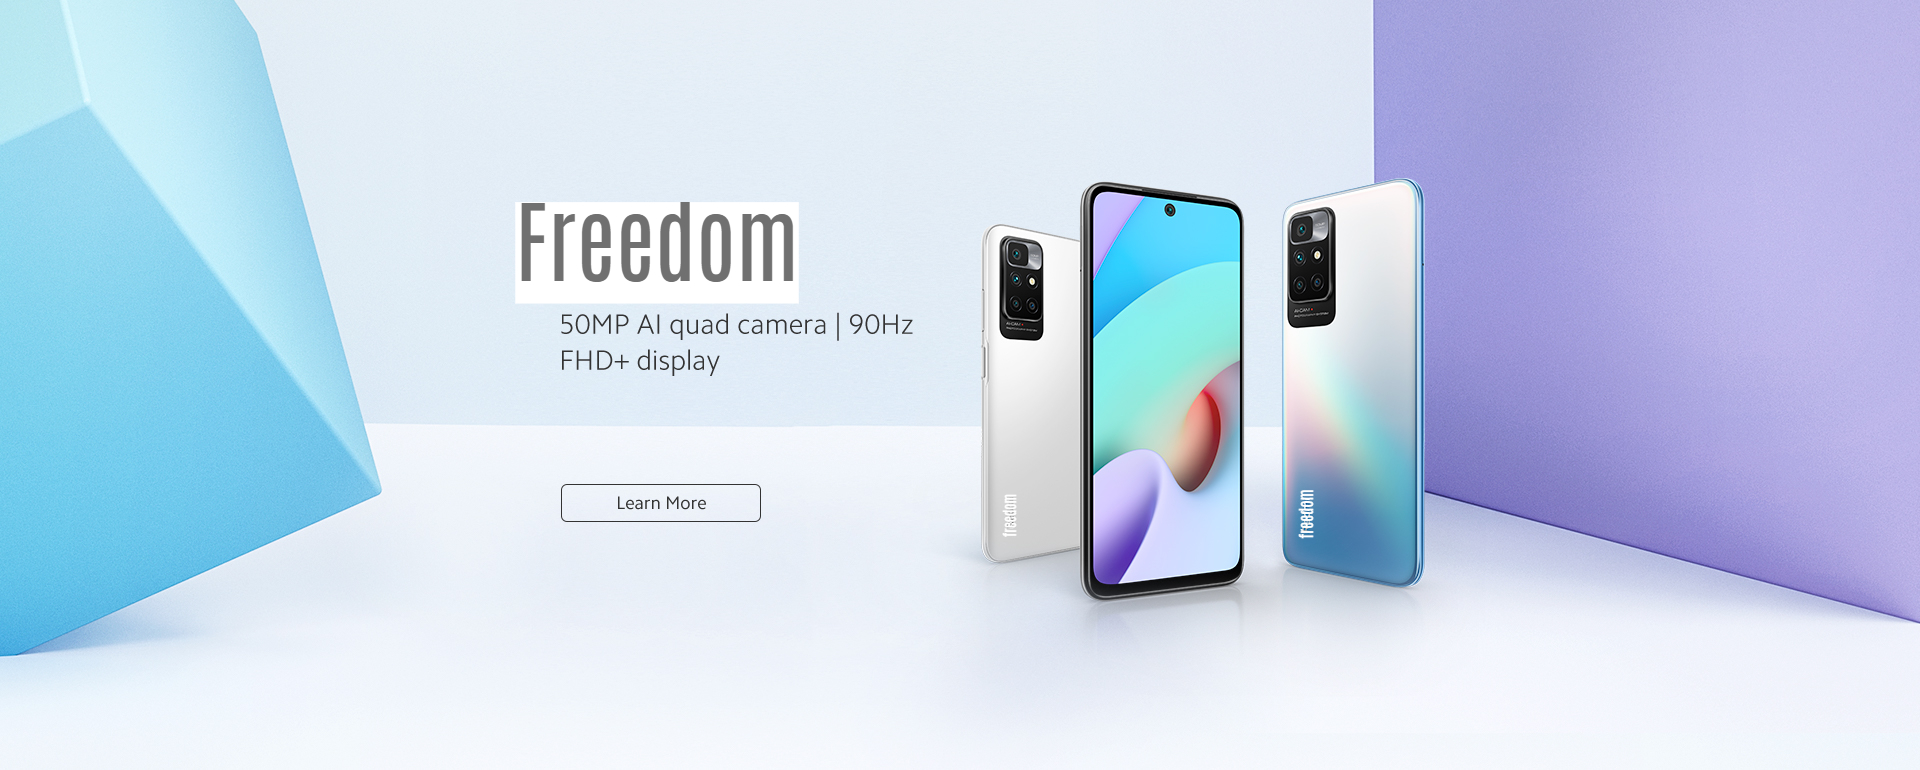 Freedom
50MP AI quad camera | 90Hz
FHD+ display
Learn More
freedom
freedom